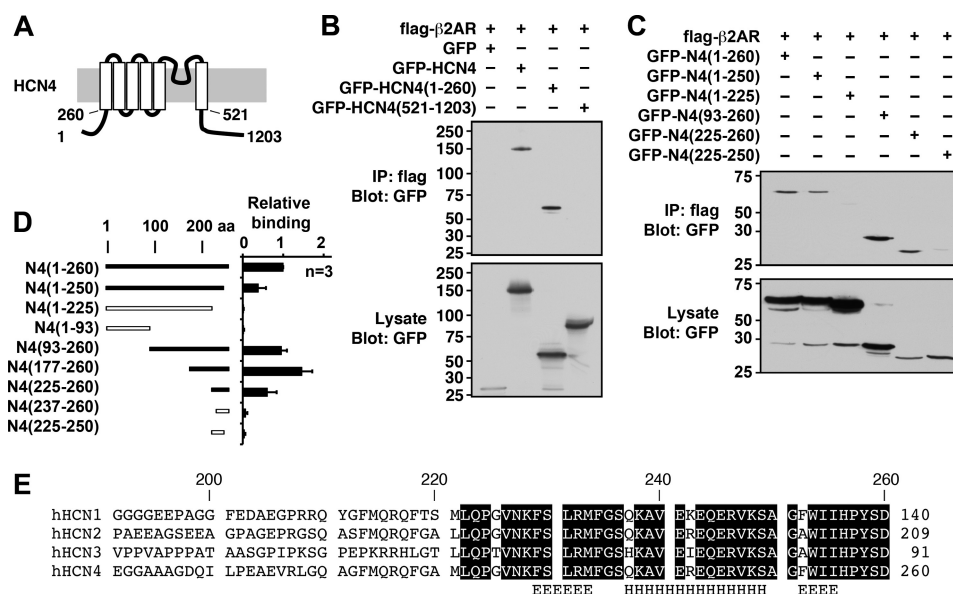 A
HCN4
260
521
1
1203
B
flag-β2AR + + + +
GFP + – – –
GFP-HCN4 – + – –
GFP-HCN4(1-260) – – + –
GFP-HCN4(521-1203) – – – +
250
150
100
75
50
30
25
IP: flag
Blot: GFP
250
150
100
75
50
30
25
Lysate
Blot: GFP
C
flag-β2AR + + + + + +
GFP-N4(1-260) + – – – – –
GFP-N4(1-250) – + – – – –
GFP-N4(1-225) – – + – – –
GFP-N4(93-260) – – – + – –
GFP-N4(225-260) – – – – + –
GFP-N4(225-250) – – – – – +
75
50
30
25
IP: flag
Blot: GFP
75
50
30
25
Lysate
Blot: GFP
D
1 100 200 aa
Relative
binding
0 1 2
n=3
N4(1-260)
N4(1-250)
N4(1-225)
N4(1-93)
N4(93-260)
N4(177-260)
N4(225-260)
N4(237-260)
N4(225-250)
E
200 220 240 260
hHCN1 GGGGEEPAGG FEDAEGPRRQ YGFMQRQFTS MLQPGVNKFS LRMFGSQKAV EKEQERVKSA GFWIIHPYSD 140
hHCN2 PAEEAGSEEA GPAGEPRGSQ ASFMQRQFGA LLQPGVNKFS LRMFGSQKAV EREQERVKSA GAWIIHPYSD 209
hHCN3 VPPVAPPPAT AASGPIPKSG PEPKRRHLGT LLQPTVNKFS LRMFGSHKAV EIEQERVKSA GAWIIHPYSD 91
hHCN4 EGGAAAGDQI LPEAEVRLGQ AGFMQRQFGA MLQPGVNKFS LRMFGSQKAV EREQERVKSA GFWIIHPYSD 260
EEEEEE HHHHHHHHHHHHH EEEE